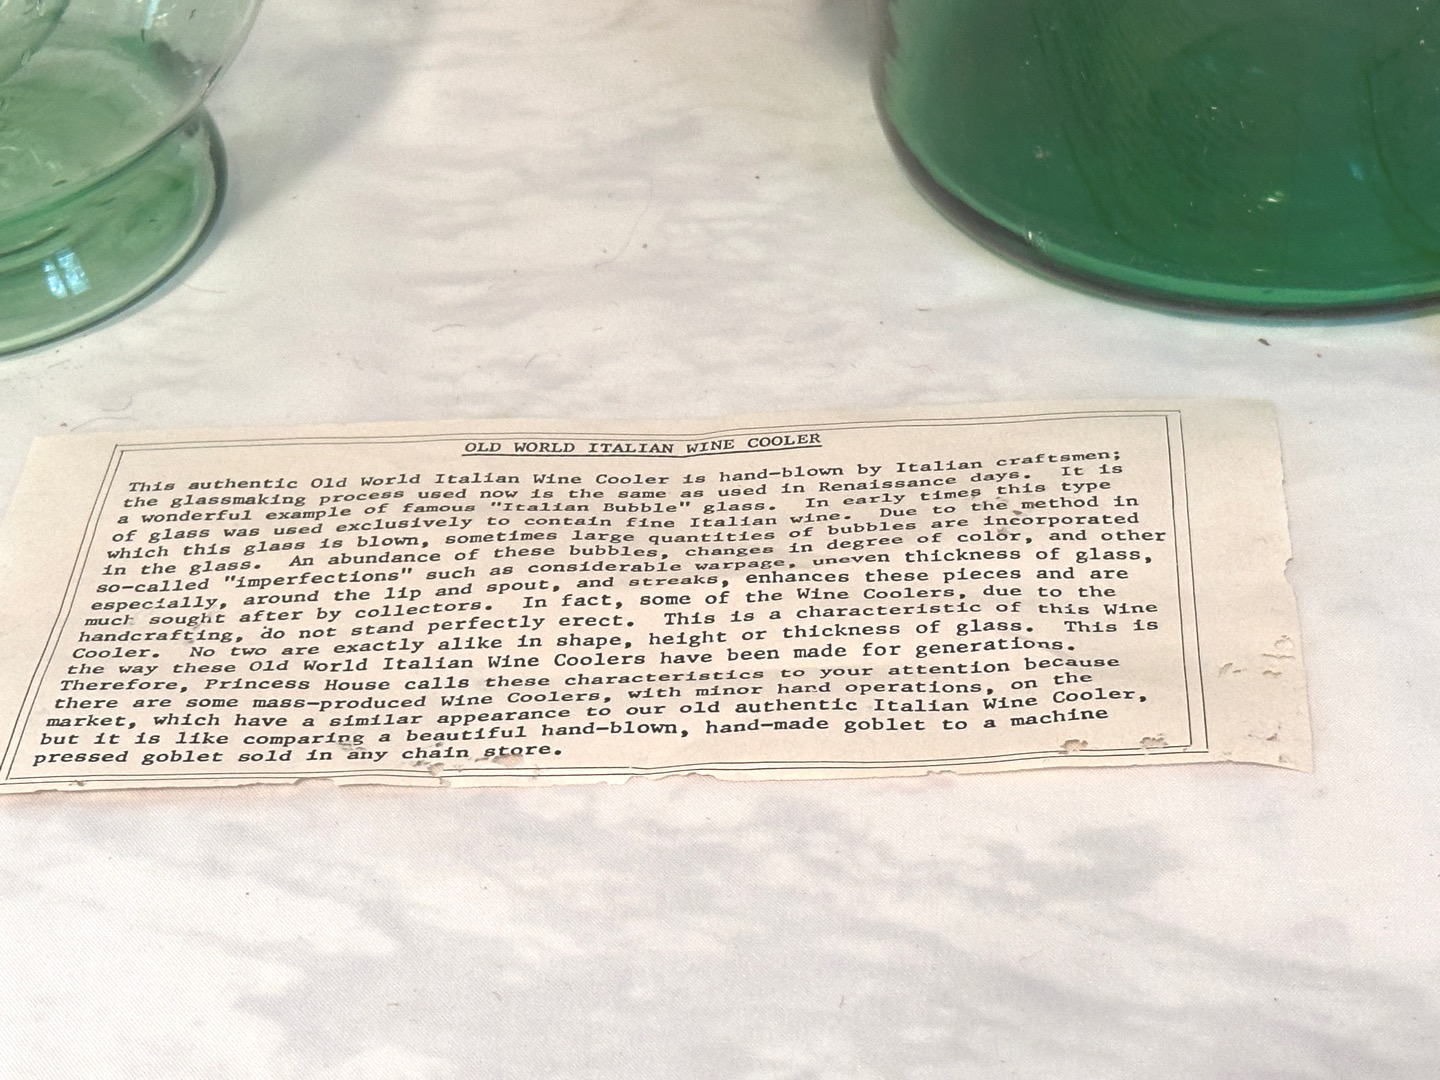 OLD WORLD ITALIAN WINE COOLER
This authentic Old World Italian Wine Cooler is hand-blown by Italian craftsmen;
the glassmaking process used now is the same as used in Renaissance days. It is
a wonderful example of famous "Italian Bubble" glass. In early times this type
of glass was used exclusively to contain fine Italian wine. Due to the method in
which this glass is blown, sometimes large quantities of bubbles are incorporated
in the glass. An abundance of these bubbles, changes in degree of color, and other
so-called "imperfections" such as considerable warpage, uneven thickness of glass,
especially, around the lip and spout, and streaks, enhances these pieces and are
much sought after by collectors. In fact, some of the Wine Coolers, due to the
handcrafting, do not stand perfectly erect. This is a characteristic of this Wine
Cooler. No two are exactly alike in shape, height or thickness of glass. This is
the way these Old World Italian Wine Coolers have been made for generations.
Therefore, Princess House calls these characteristics to your attention because
there are some mass-produced Wine Coolers, with minor hand operations, on the
market, which have a similar appearance to our old authentic Italian Wine Cooler,
but it is like comparing a beautiful hand-blown, hand-made goblet to a machine
pressed goblet sold in any chain store.